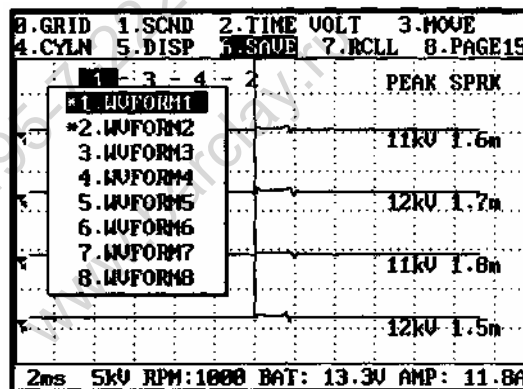 0.GRID 1.SCND 2.TIME VOLT 3.MOVE
4.CYLN 5.DISP 6.SAVE 7.RCLL 8.PAGE15
1 - 3 - 4 - 2
PEAK SPRK
*1.WVFORM1
*2.WVFORM2
3.WVFORM3
4.WVFORM4
5.WVFORM5
6.WVFORM6
7.WVFORM7
8.WVFORM8
11kV 1.6m
12kV 1.7m
11kV 1.8m
12kV 1.5m
2ms 5kV RPM:1000 BAT: 13.3V AMP: 11.8A